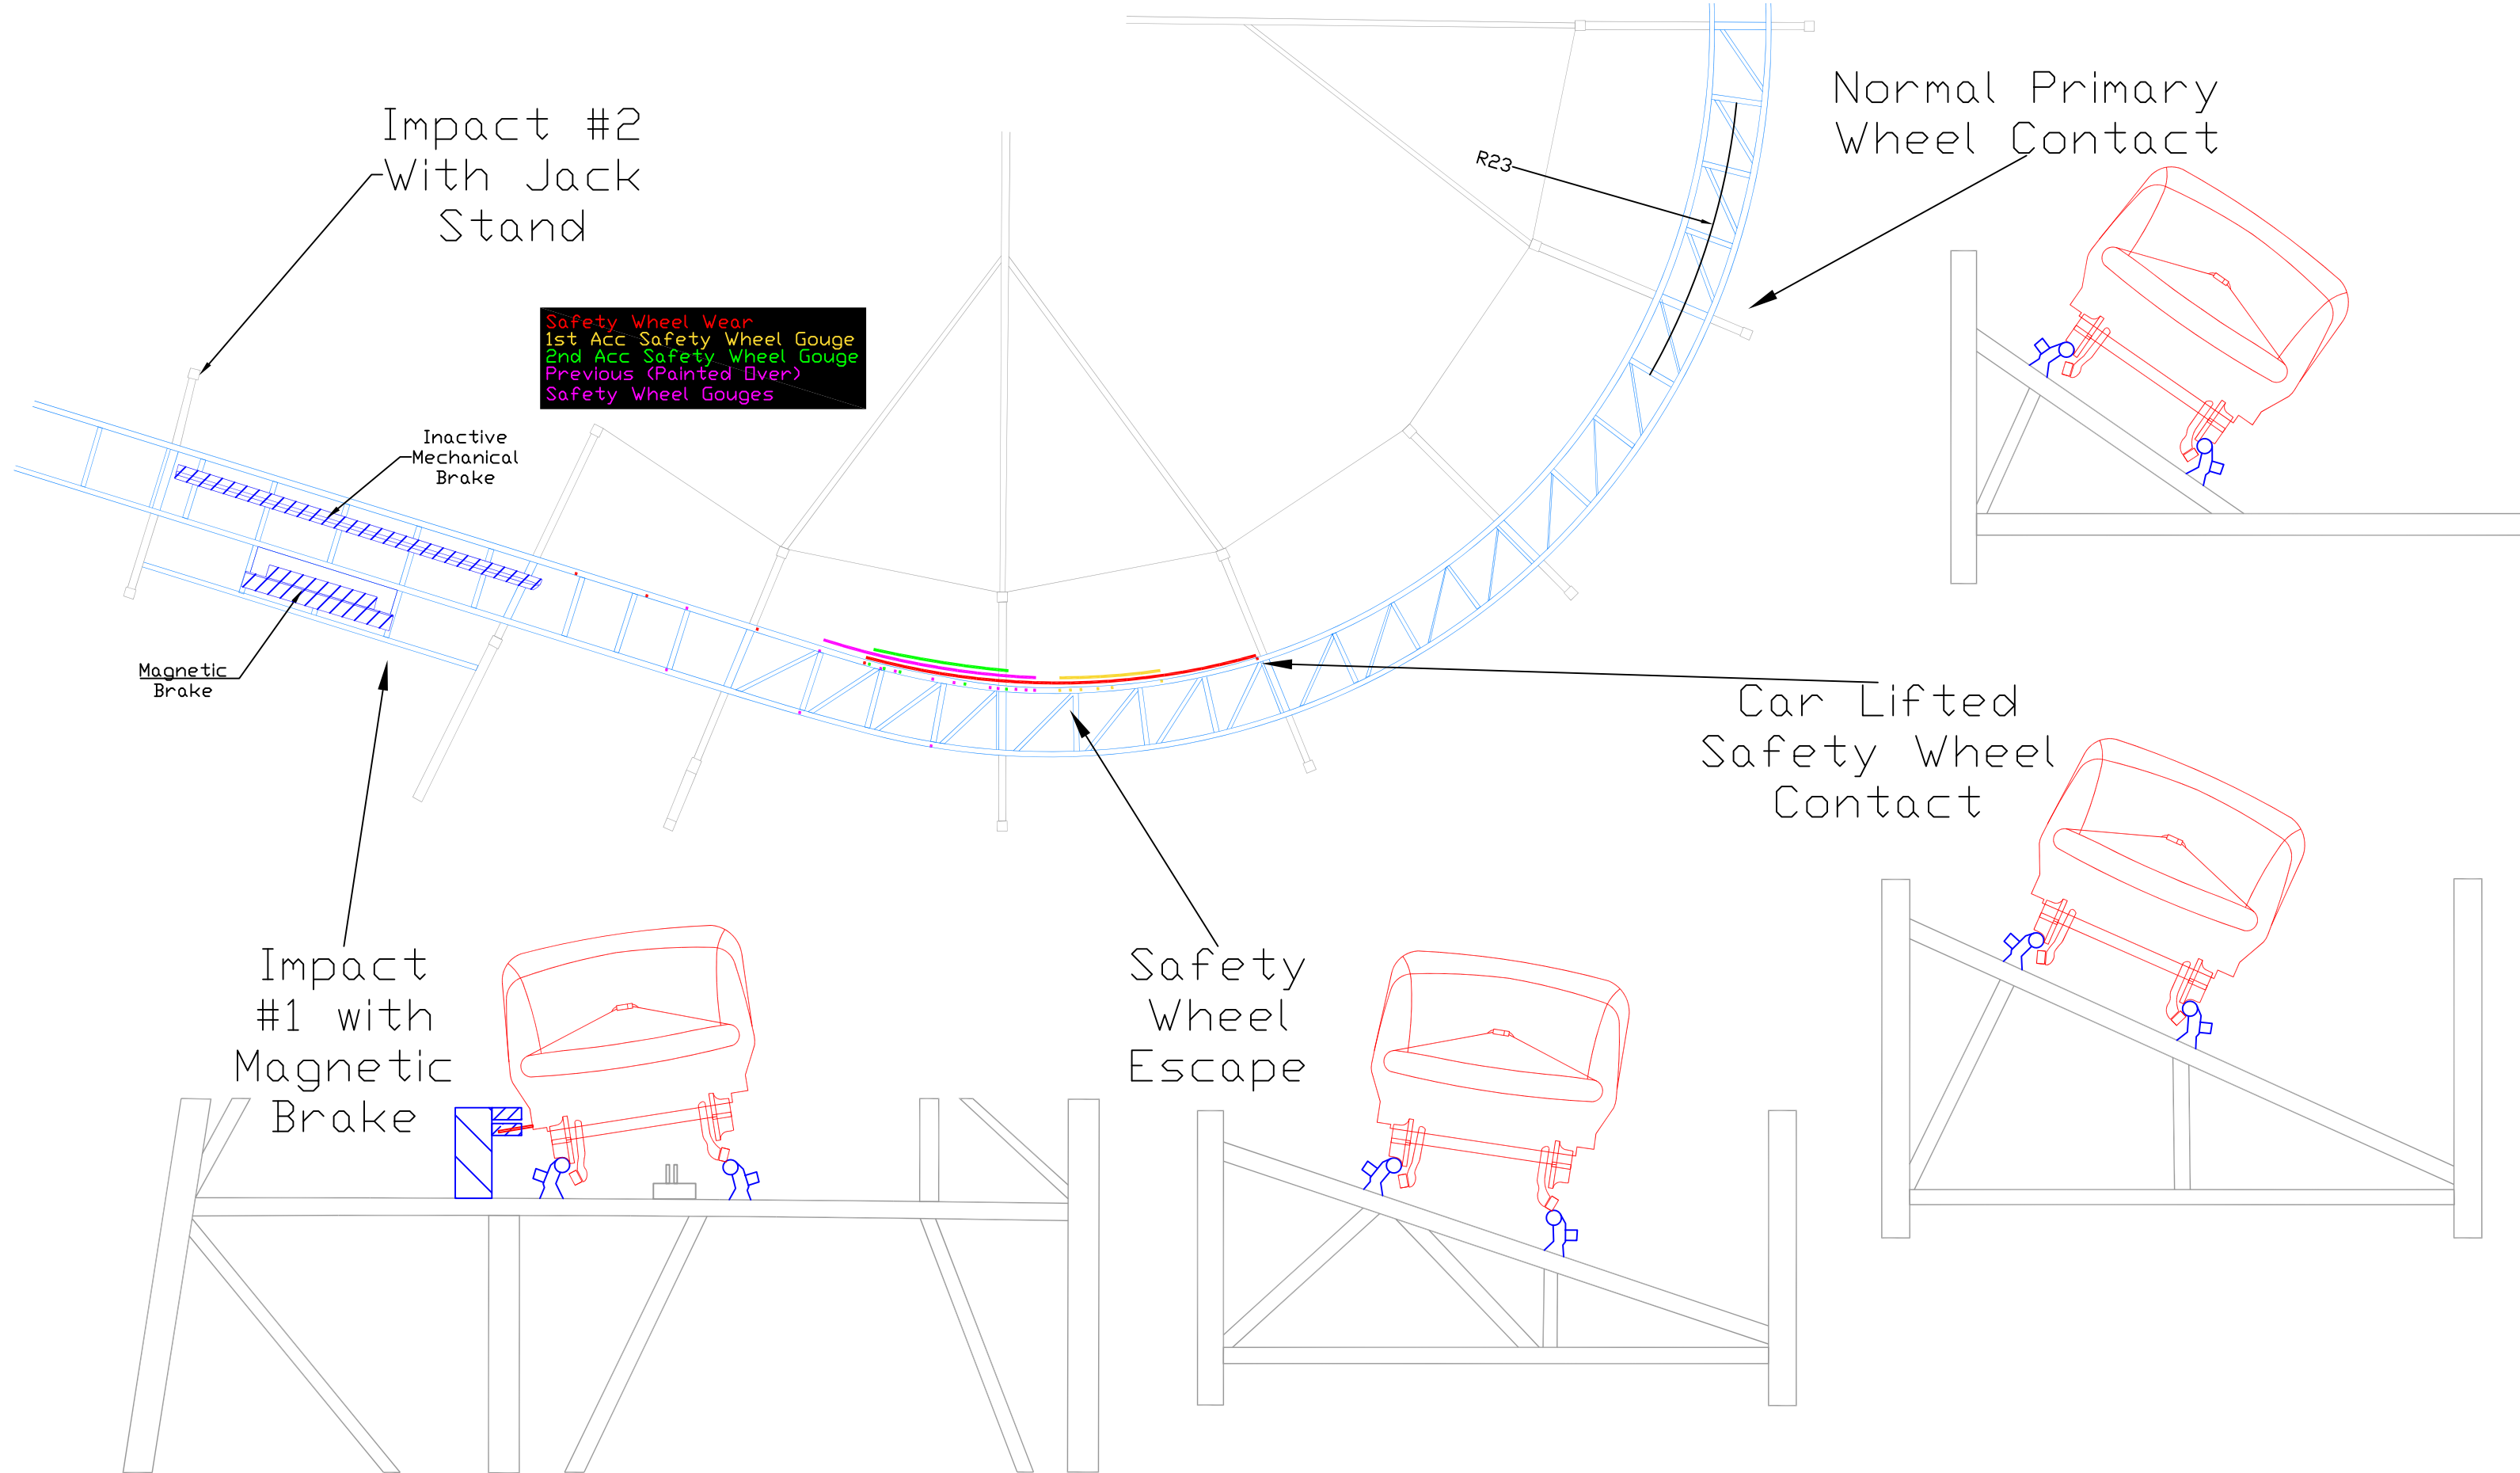 Impact #2
With Jack
Stand
Normal Primary
Wheel Contact
R23
Safety Wheel Wear
1st Acc Safety Wheel Gouge
2nd Acc Safety Wheel Gouge
Previous (Painted Over)
Safety Wheel Gouges
Inactive
Mechanical
Brake
Magnetic
Brake
Car Lifted
Safety Wheel
Contact
Impact
#1 with
Magnetic
Brake
Safety
Wheel
Escape